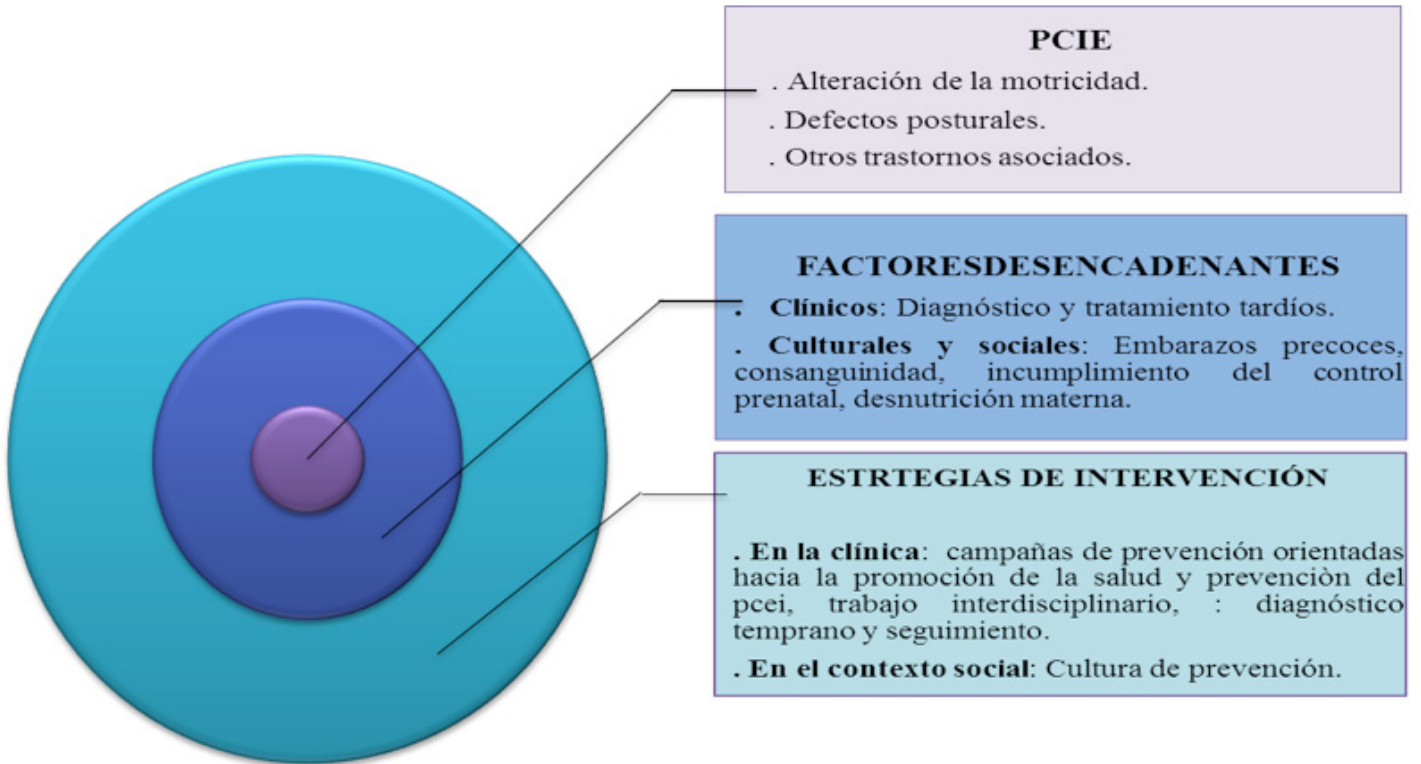 PCIE
. Alteración de la motricidad.
. Defectos posturales.
. Otros trastornos asociados.
FACTORESDESENCADENANTES
. Clínicos: Diagnóstico y tratamiento tardíos.
. Culturales y sociales: Embarazos precoces,
consanguinidad, incumplimiento del control
prenatal, desnutrición materna.
ESTRTEGIAS DE INTERVENCIÓN
. En la clínica: campañas de prevención orientadas
hacia la promoción de la salud y prevenciòn del
pcei, trabajo interdisciplinario, : diagnóstico
temprano y seguimiento.
. En el contexto social: Cultura de prevención.